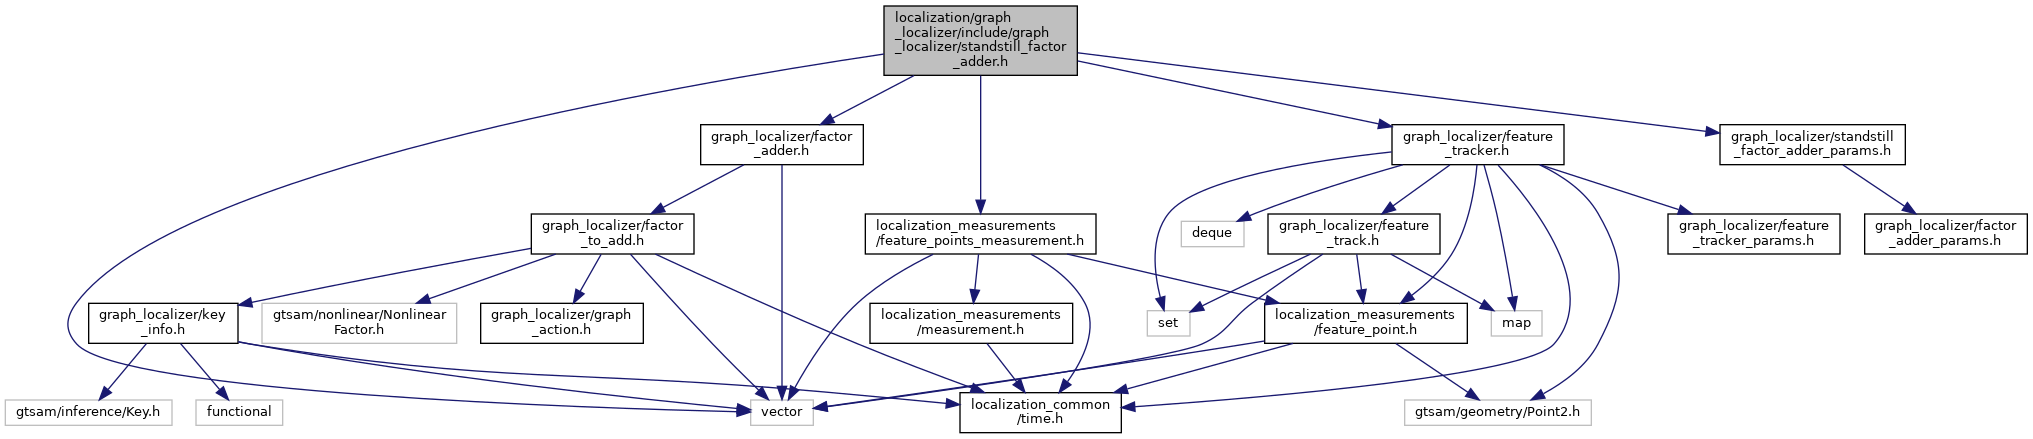 localization/graph
_localizer/include/graph
_localizer/standstill_factor
_adder.h
graph_localizer/factor
_adder.h
graph_localizer/feature
_tracker.h
graph_localizer/standstill
_factor_adder_params.h
graph_localizer/factor
_to_add.h
localization_measurements
/feature_points_measurement.h
deque
graph_localizer/feature
_track.h
graph_localizer/feature
_tracker_params.h
graph_localizer/factor
_adder_params.h
graph_localizer/key
_info.h
gtsam/nonlinear/Nonlinear
Factor.h
graph_localizer/graph
_action.h
localization_measurements
/measurement.h
set
localization_measurements
/feature_point.h
map
gtsam/inference/Key.h
functional
vector
localization_common
/time.h
gtsam/geometry/Point2.h